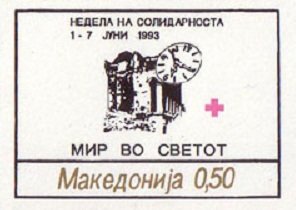 НЕДЕЛА НА СОЛИДАРНОСТА
1 - 7 ЈУНИ 1993
МИР ВО СВЕТОТ
Македонија 0,50